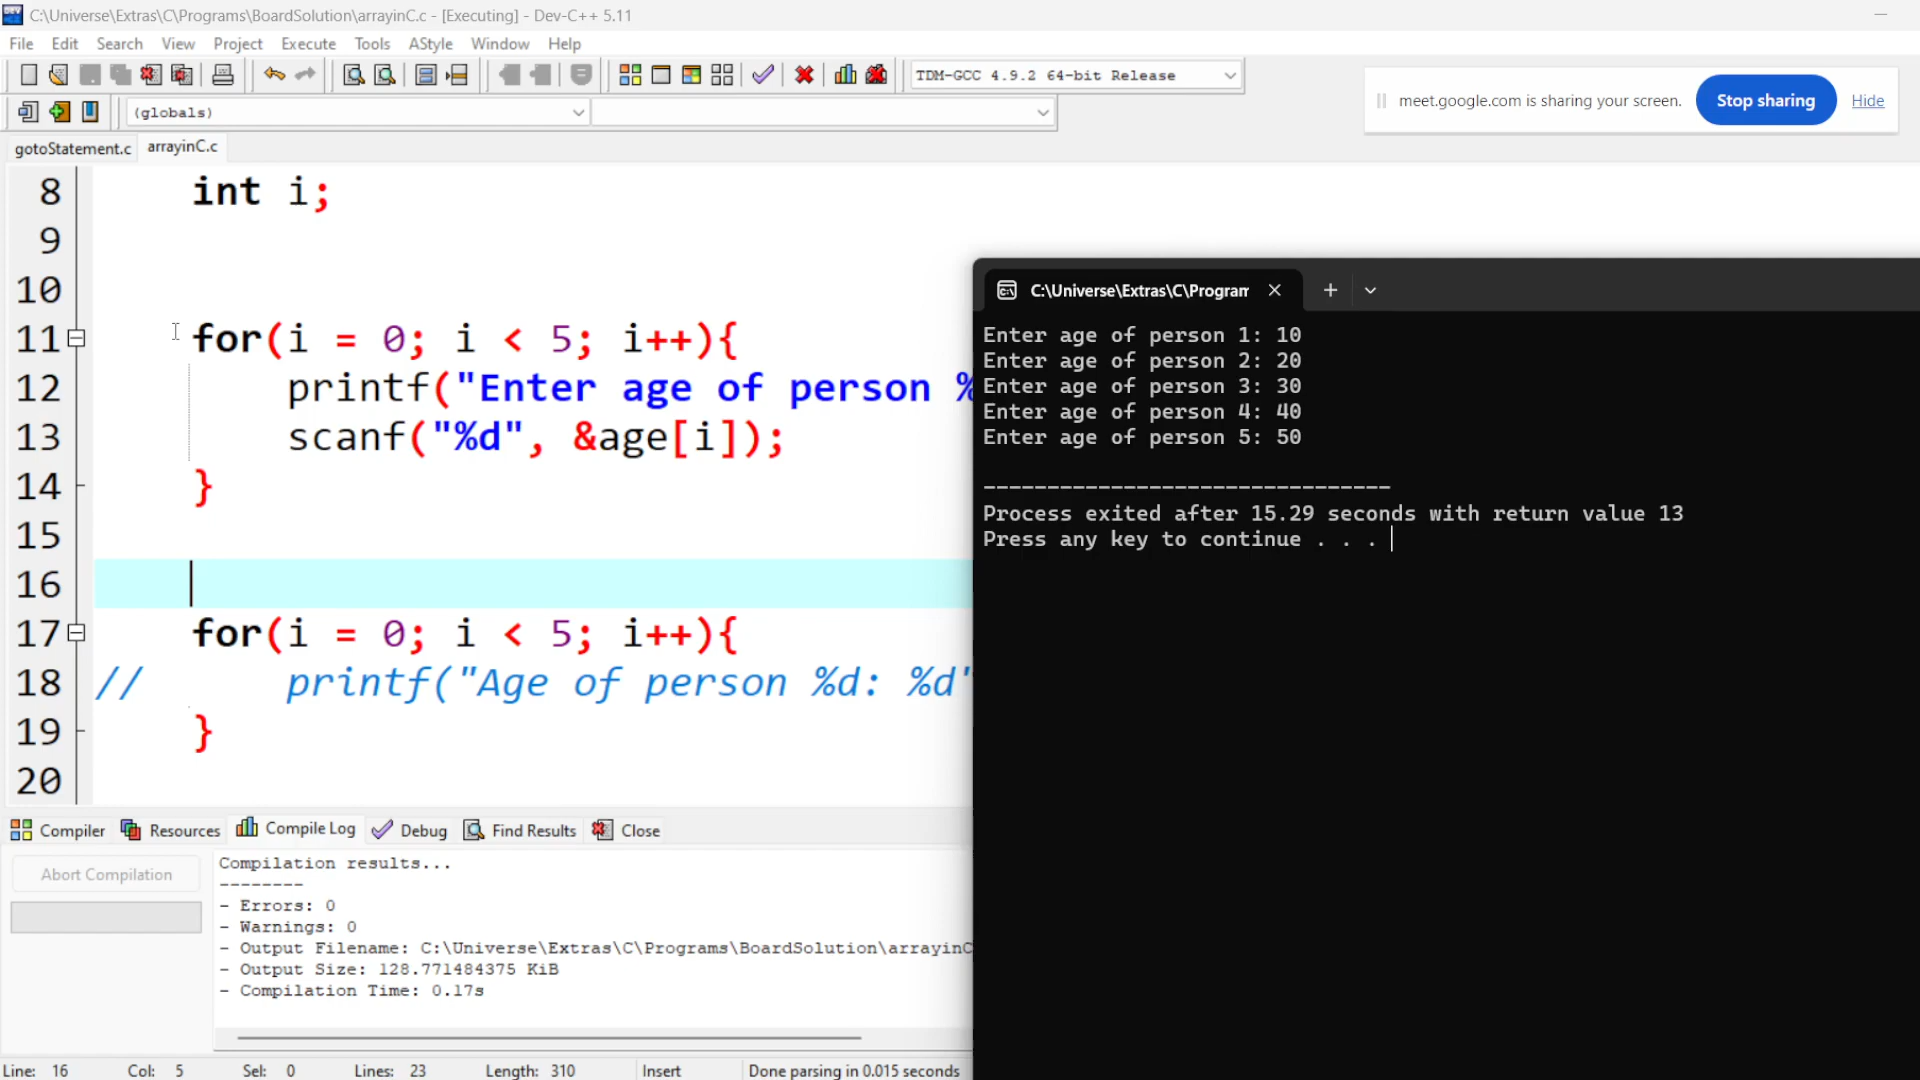 C:\Universe\Extras\C\Programs\BoardSolution\arrayinC.c - [Executing] - Dev-C++ 5.11
File Edit Search View Project Execute Tools AStyle Window Help
TDM-GCC 4.9.2 64-bit Release
meet.google.com is sharing your screen. Stop sharing Hide
(globals)
gotoStatement.c arrayinC.c
8 int i;
9
10
11 for(i = 0; i < 5; i++){
12 printf("Enter age of person %
13 scanf("%d", &age[i]);
14 }
15
16
17 for(i = 0; i < 5; i++){
18 // printf("Age of person %d: %d"
19 }
20
C:\Universe\Extras\C\Program
Enter age of person 1: 10
Enter age of person 2: 20
Enter age of person 3: 30
Enter age of person 4: 40
Enter age of person 5: 50
--------------------------------
Process exited after 15.29 seconds with return value 13
Press any key to continue . . .
Compiler Resources Compile Log Debug Find Results Close
Abort Compilation
Compilation results...
--------
- Errors: 0
- Warnings: 0
- Output Filename: C:\Universe\Extras\C\Programs\BoardSolution\arrayinC
- Output Size: 128.771484375 KiB
- Compilation Time: 0.17s
Line: 16 Col: 5 Sel: 0 Lines: 23 Length: 310 Insert Done parsing in 0.015 seconds